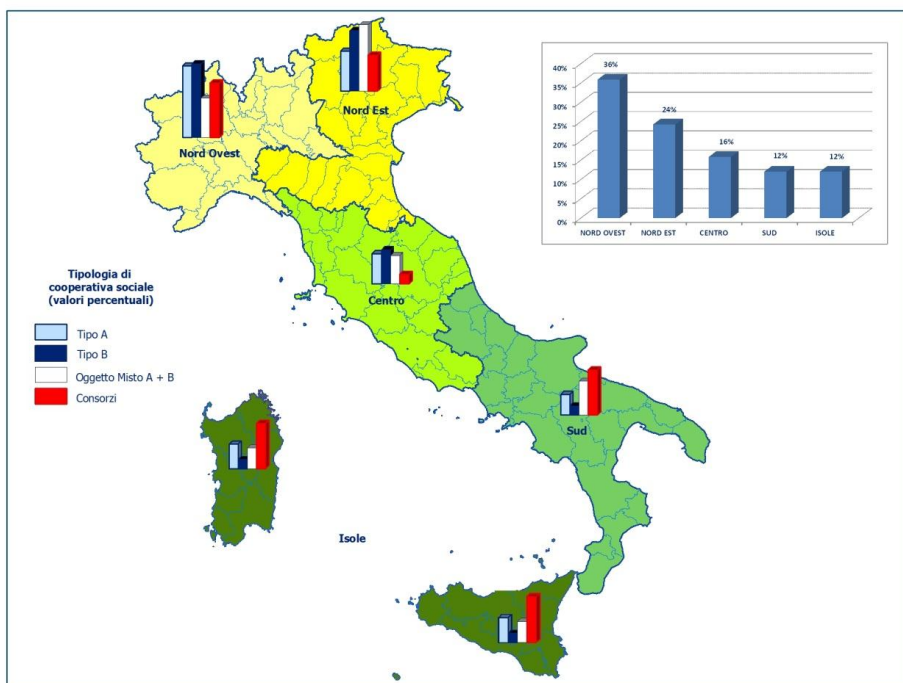 Nord Est
Nord Ovest
Centro
Sud
Isole
Tipologia di
cooperativa sociale
(valori percentuali)
Tipo A
Tipo B
Oggetto Misto A + B
Consorzi
40%
35%
30%
25%
20%
15%
10%
5%
0%
36%
24%
16%
12%
12%
NORD OVEST
NORD EST
CENTRO
SUD
ISOLE